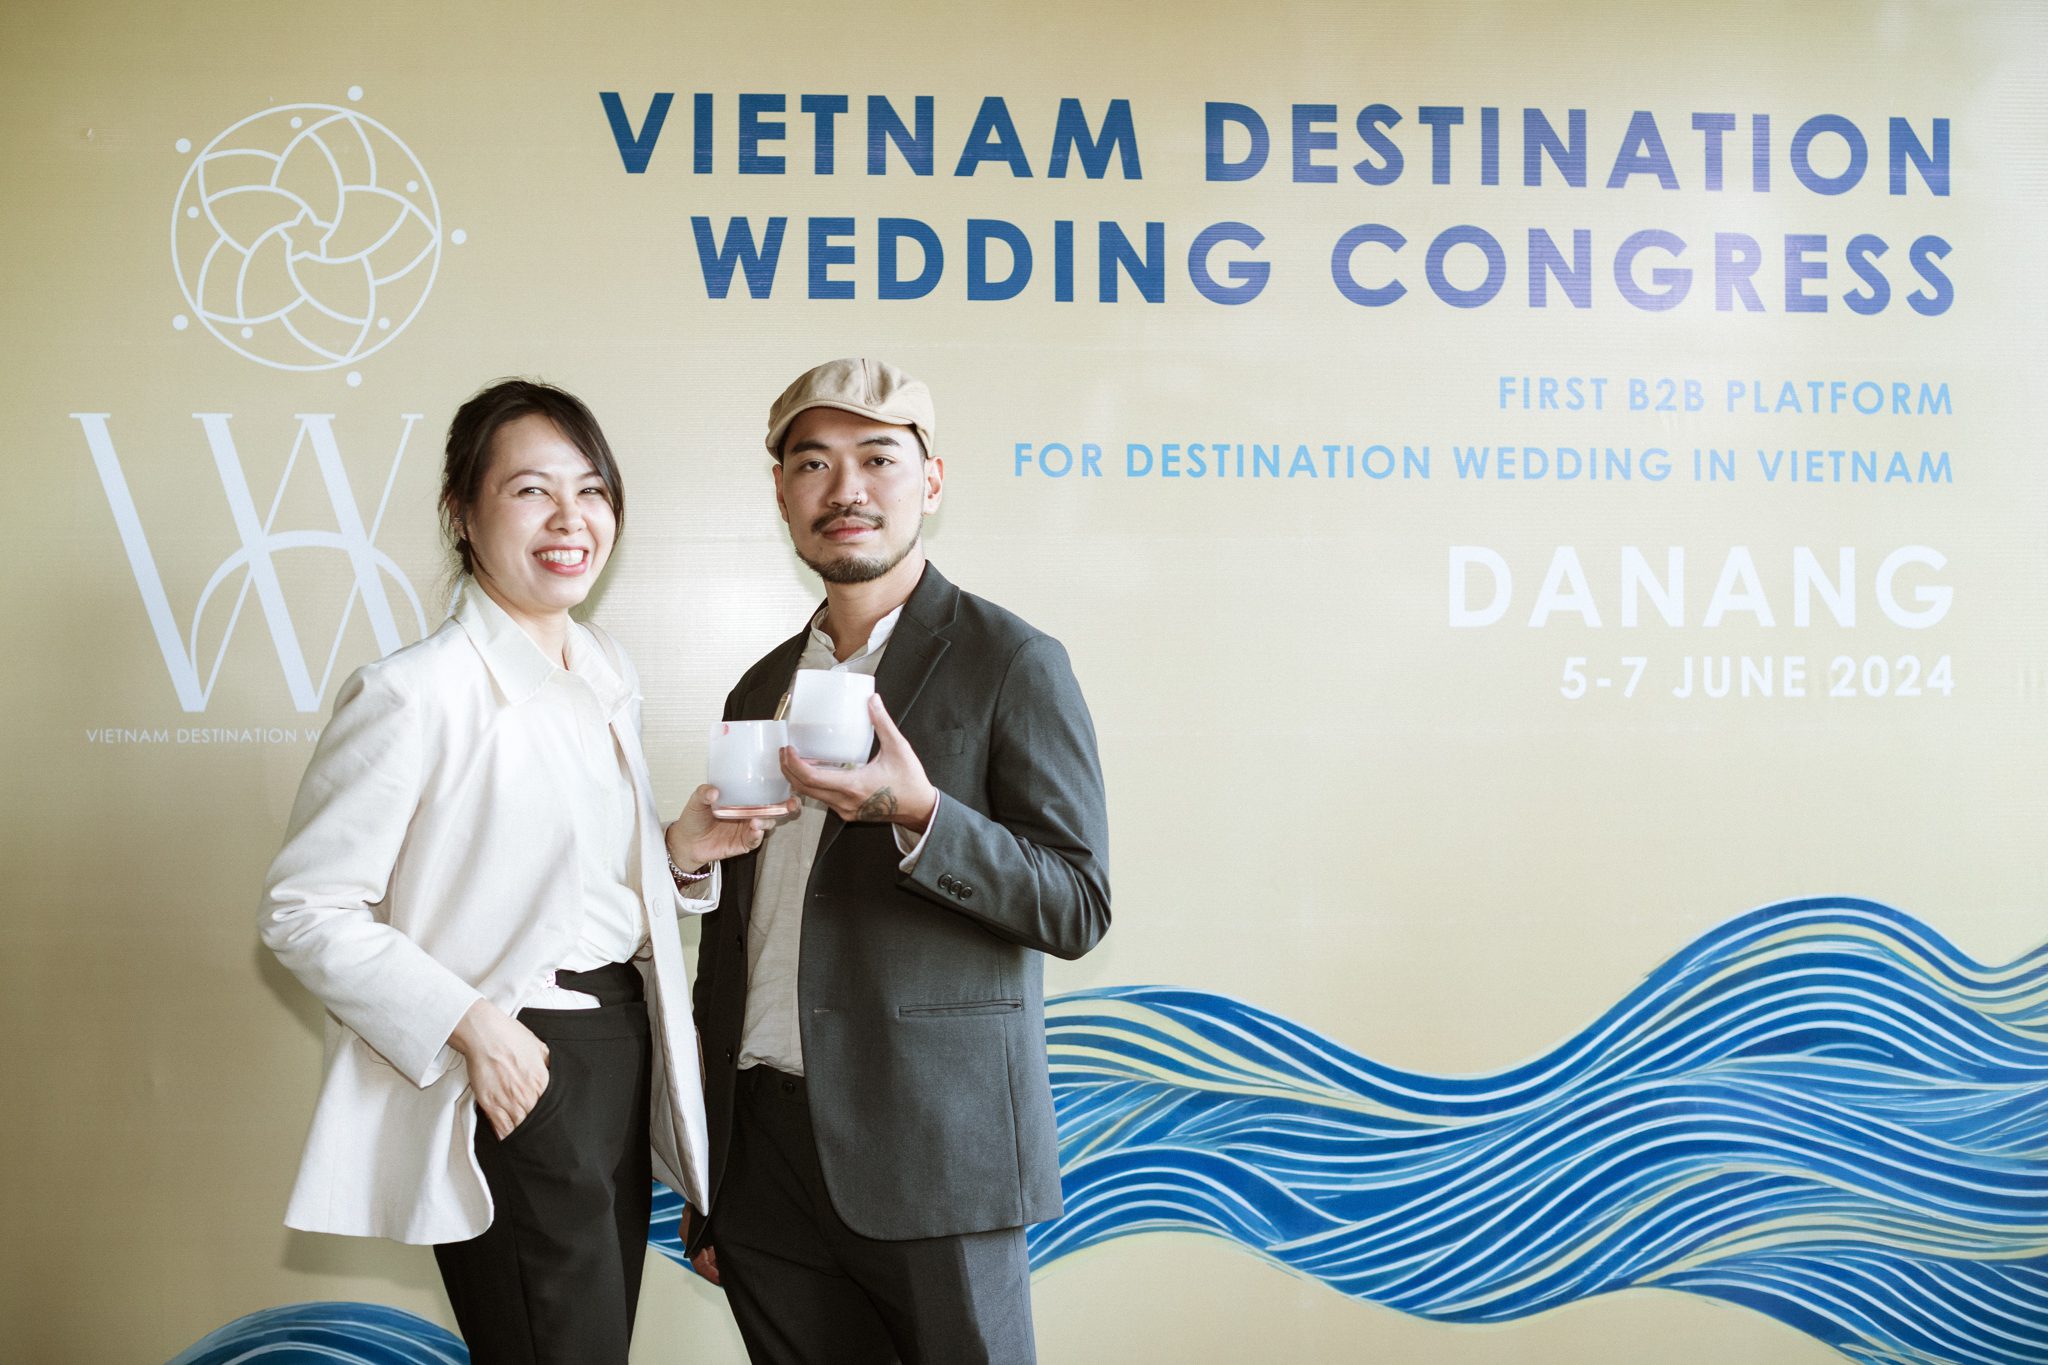 VIETNAM DESTINATION
WEDDING CONGRESS
FIRST B2B PLATFORM
FOR DESTINATION WEDDING IN VIETNAM
DANANG
5-7 JUNE 2024
VIETNAM DESTINATION